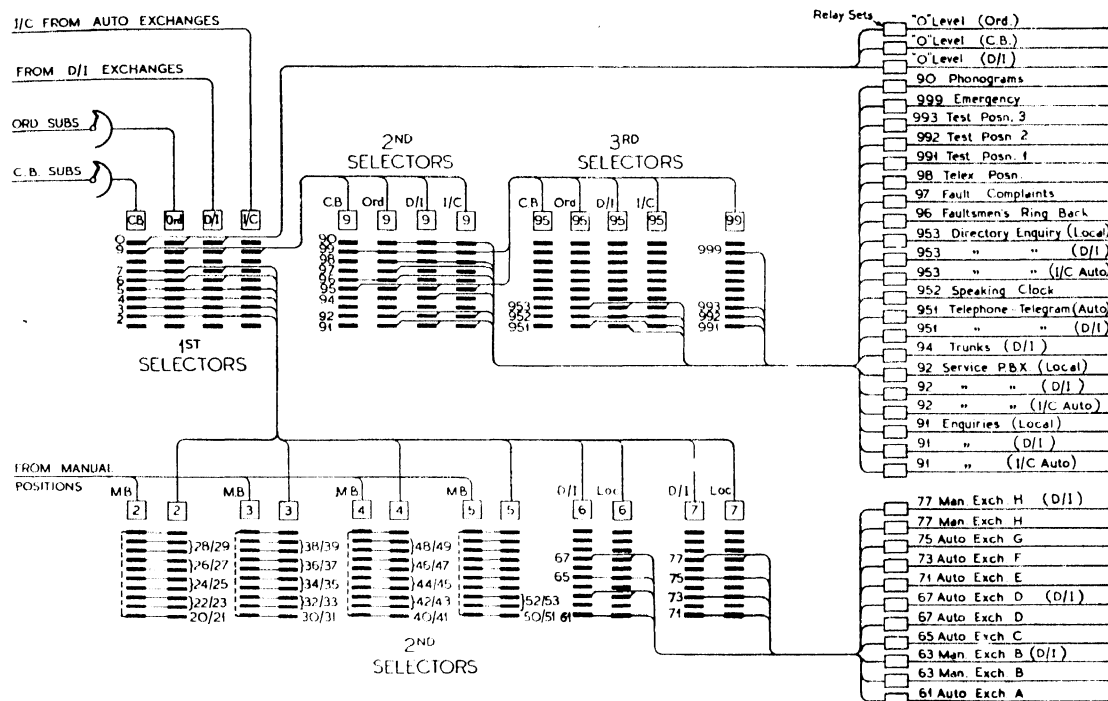 I/C FROM AUTO EXCHANGES
FROM D/I EXCHANGES
ORD SUBS
C.B. SUBS
CB Ord D/I I/C
0
9
7
6
5
4
3
2
1ST
SELECTORS
2ND
SELECTORS
C.B Ord. D/I I/C
9 9 9 9
90
99
98
97
96
95
94
92
91
3RD
SELECTORS
C.B Ord. D/I I/C
95 95 95 95 99
953
952
951
999
993
992
991
Relay Sets
"O" Level (Ord.)
"O" Level (C.B.)
"O" Level (D/I)
90 Phonograms
999 Emergency
993 Test Posn. 3
992 Test Posn. 2
991 Test Posn. 1
98 Telex Posn.
97 Fault Complaints
96 Faultsmen's Ring Back
953 Directory Enquiry (Local)
953 " " (D/I)
953 " " (I/C Auto)
952 Speaking Clock
951 Telephone-Telegram (Auto)
951 " " (D/I)
94 Trunks (D/I)
92 Service P.B.X. (Local)
92 " " (D/I)
92 " " (I/C Auto)
91 Enquiries (Local)
91 " (D/I)
91 " (I/C Auto)
FROM MANUAL
POSITIONS
M.B M.B M.B M.B D/I Loc D/I Loc
2 2 3 3 4 4 5 5 6 6 7 7
28/29
26/27
24/25
22/23
20/21
38/39
36/37
34/35
32/33
30/31
48/49
46/47
44/45
42/43
40/41
52/53
50/51
67
65
61
77
75
73
71
2ND
SELECTORS
77 Man. Exch H (D/I)
77 Man. Exch H
75 Auto Exch G
73 Auto Exch F
71 Auto Exch E
67 Auto Exch D (D/I)
67 Auto Exch D
65 Auto Exch C
63 Man. Exch B (D/I)
63 Man. Exch B
61 Auto Exch A